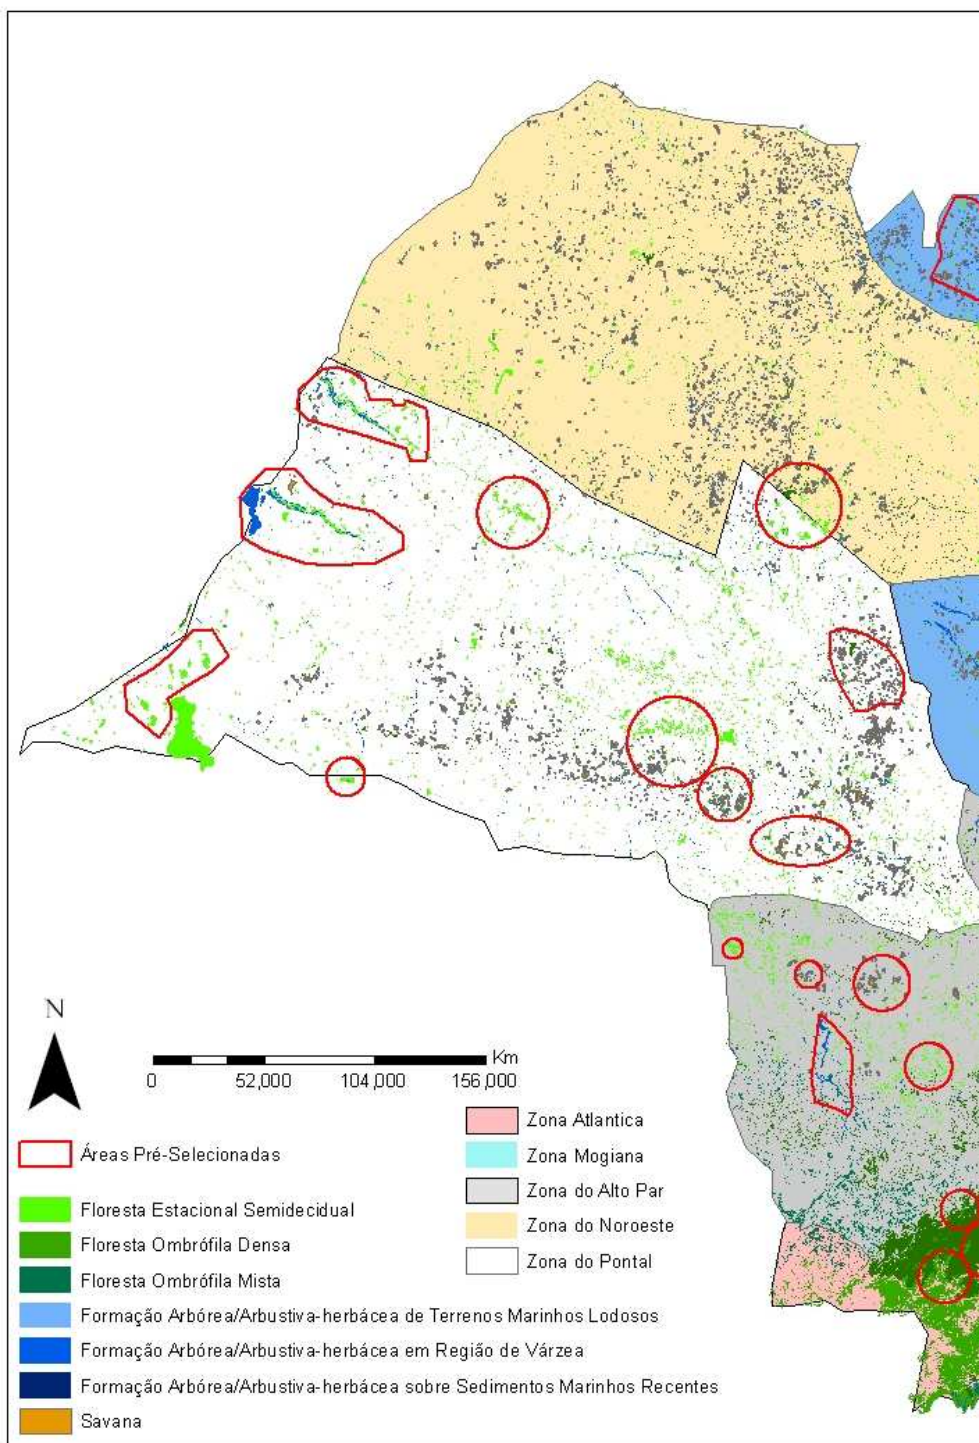 N
Km
0 52,000 104,000 156,000
Áreas Pré-Selecionadas
Floresta Estacional Semidecidual
Floresta Ombrófila Densa
Floresta Ombrófila Mista
Formação Arbórea/Arbustiva-herbácea de Terrenos Marinhos Lodosos
Formação Arbórea/Arbustiva-herbácea em Região de Várzea
Formação Arbórea/Arbustiva-herbácea sobre Sedimentos Marinhos Recentes
Savana
Zona Atlantica
Zona Mogiana
Zona do Alto Par
Zona do Noroeste
Zona do Pontal